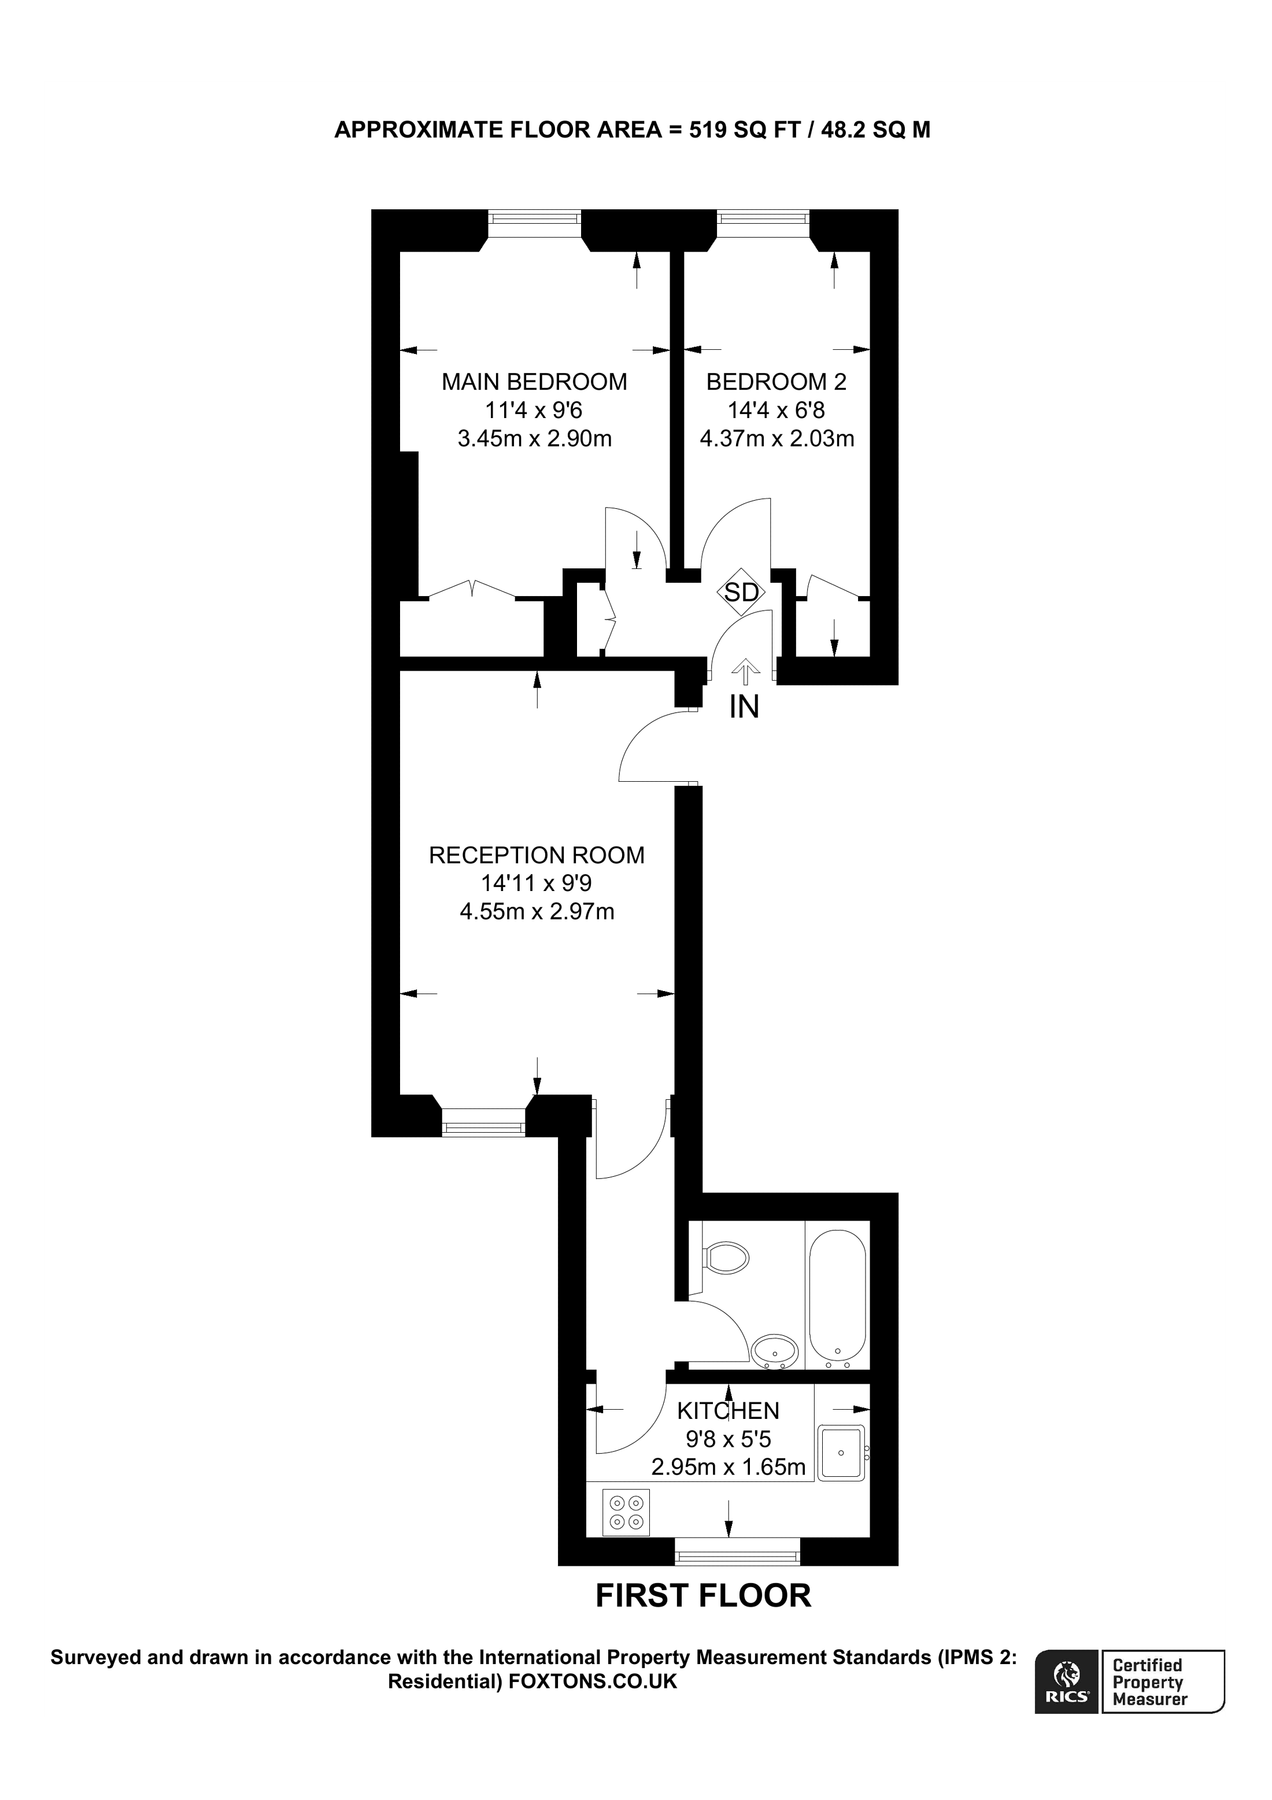 APPROXIMATE FLOOR AREA = 519 SQ FT / 48.2 SQ M
MAIN BEDROOM
11'4 x 9'6
3.45m x 2.90m
BEDROOM 2
14'4 x 6'8
4.37m x 2.03m
SD
IN
RECEPTION ROOM
14'11 x 9'9
4.55m x 2.97m
KITCHEN
9'8 x 5'5
2.95m x 1.65m
FIRST FLOOR
Surveyed and drawn in accordance with the International Property Measurement Standards (IPMS 2:
Residential) FOXTONS.CO.UK
RICS
Certified
Property
Measurer